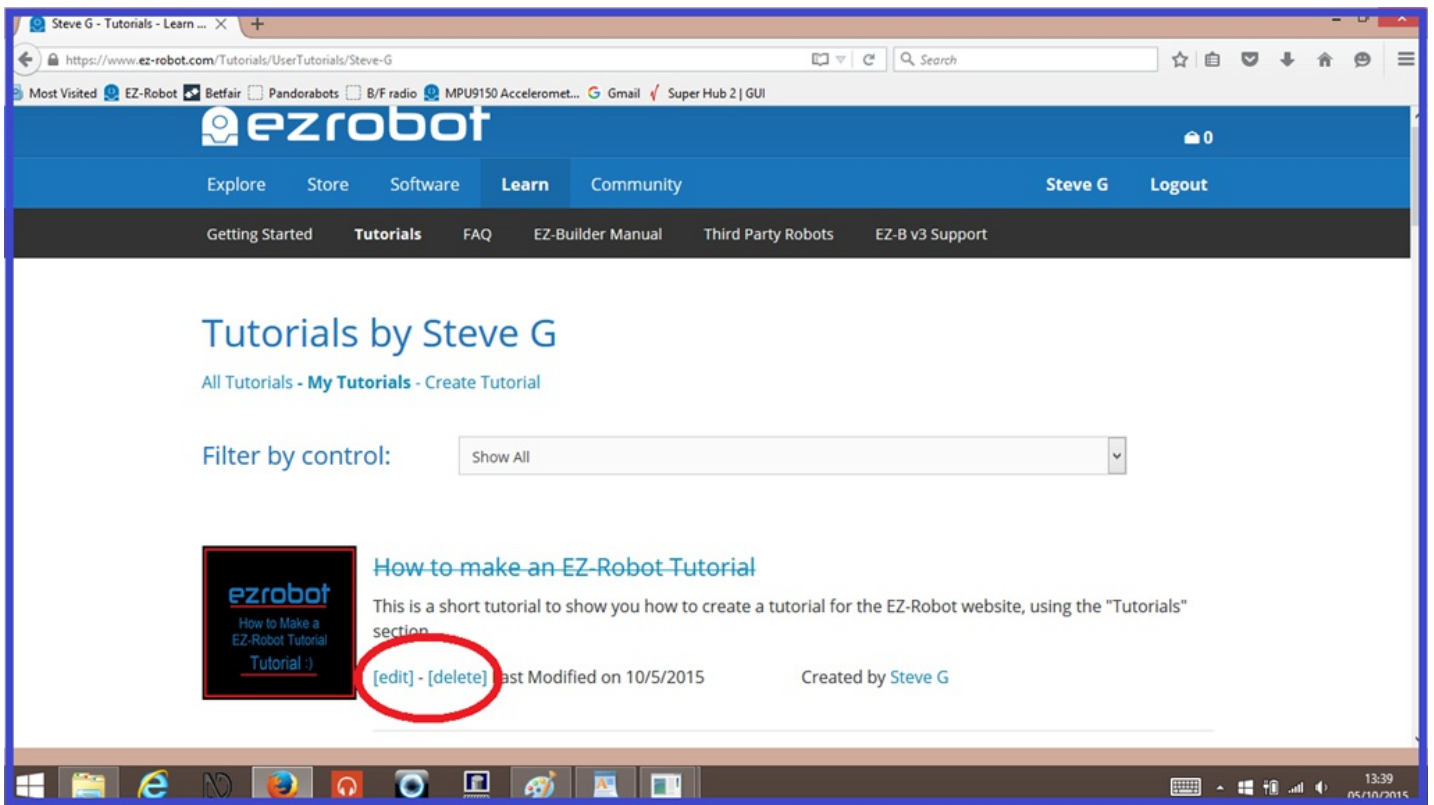 Steve G - Tutorials - Learn ...
https://www.ez-robot.com/Tutorials/UserTutorials/Steve-G
Search
Most Visited EZ-Robot Betfair Pandorabots B/F radio MPU9150 Acceleromet... Gmail Super Hub 2 | GUI
ezrobot
0
Explore Store Software Learn Community Steve G Logout
Getting Started Tutorials FAQ EZ-Builder Manual Third Party Robots EZ-B v3 Support
Tutorials by Steve G
All Tutorials - My Tutorials - Create Tutorial
Filter by control: Show All
How to make an EZ-Robot Tutorial
This is a short tutorial to show you how to create a tutorial for the EZ-Robot website, using the "Tutorials"
section
[edit] - [delete] Last Modified on 10/5/2015 Created by Steve G
ezrobot
How to Make a
EZ-Robot Tutorial
Tutorial :)
13:39
05/10/2015